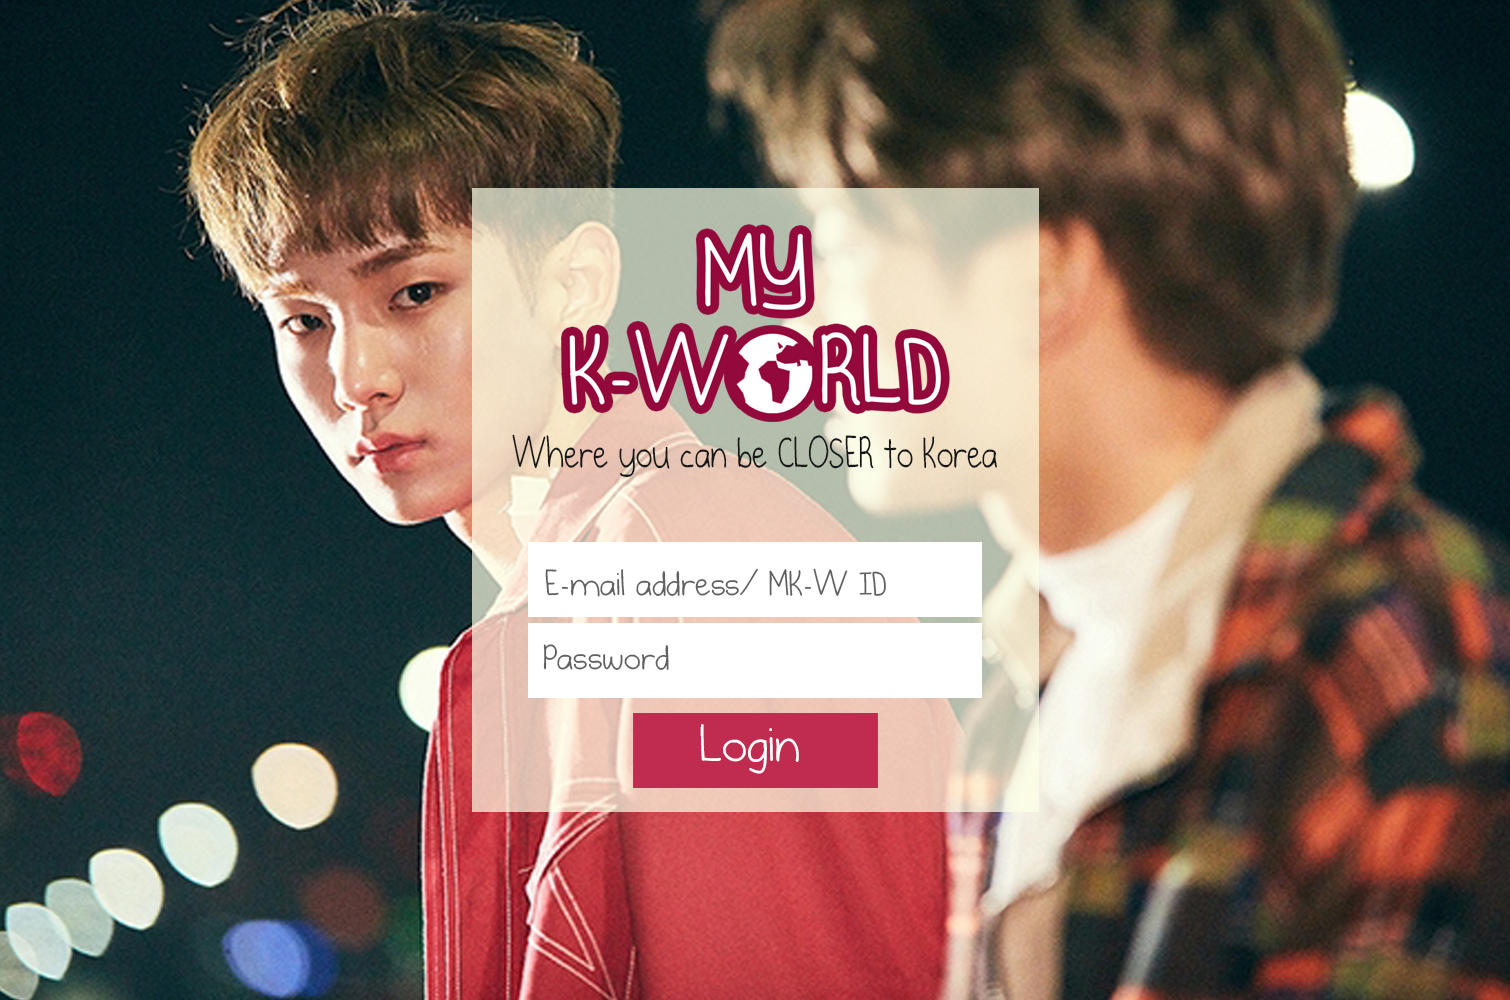 MY
K-WORLD
Where you can be CLOSER to Korea
E-mail address/ MK-W ID
Password
Login